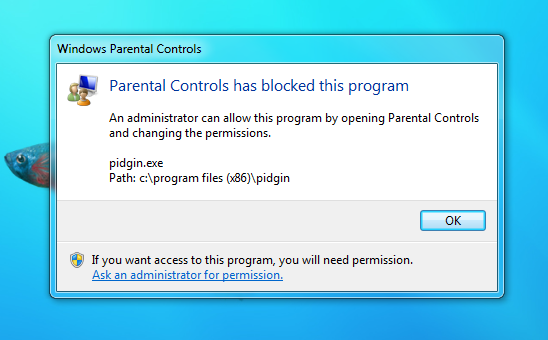 Windows Parental Controls
Parental Controls has blocked this program
An administrator can allow this program by opening Parental Controls
and changing the permissions.
pidgin.exe
Path: c:\program files (x86)\pidgin
OK
If you want access to this program, you will need permission.
Ask an administrator for permission.